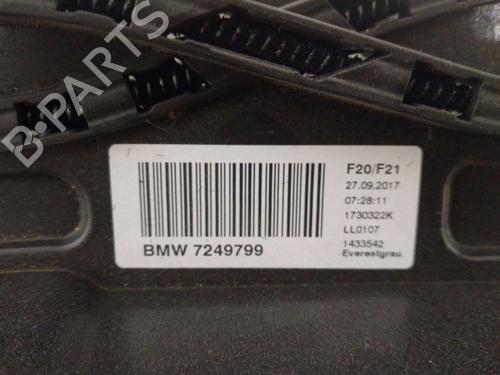 B-PARTS
F20/F21
27.09.2017
07:28:11
1730322K
LL0107
1433542
Everestgrau
BMW 7249799